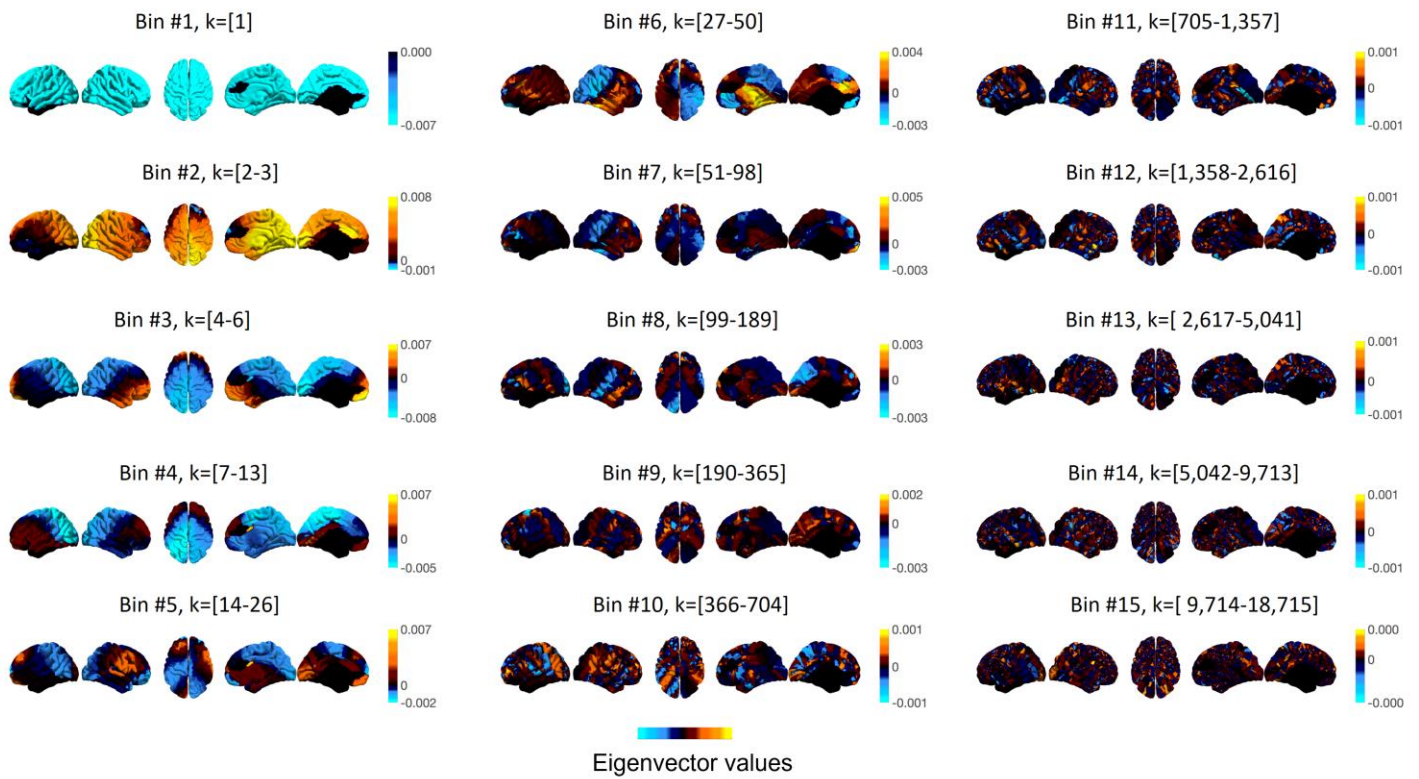 Bin #1, k=[1]
0.000
-0.007
Bin #2, k=[2-3]
0.008
0
-0.001
Bin #3, k=[4-6]
0.007
0
-0.008
Bin #4, k=[7-13]
0.007
0
-0.005
Bin #5, k=[14-26]
0.007
0
-0.002
Bin #6, k=[27-50]
0.004
0
-0.003
Bin #7, k=[51-98]
0.005
0
-0.003
Bin #8, k=[99-189]
0.003
0
-0.003
Bin #9, k=[190-365]
0.002
0
-0.003
Bin #10, k=[366-704]
0.001
0
-0.001
Bin #11, k=[705-1,357]
0.001
0
-0.001
Bin #12, k=[1,358-2,616]
0.001
0
-0.001
Bin #13, k=[ 2,617-5,041]
0.001
0
-0.001
Bin #14, k=[5,042-9,713]
0.001
0
-0.001
Bin #15, k=[ 9,714-18,715]
0.000
0
-0.000
Eigenvector values